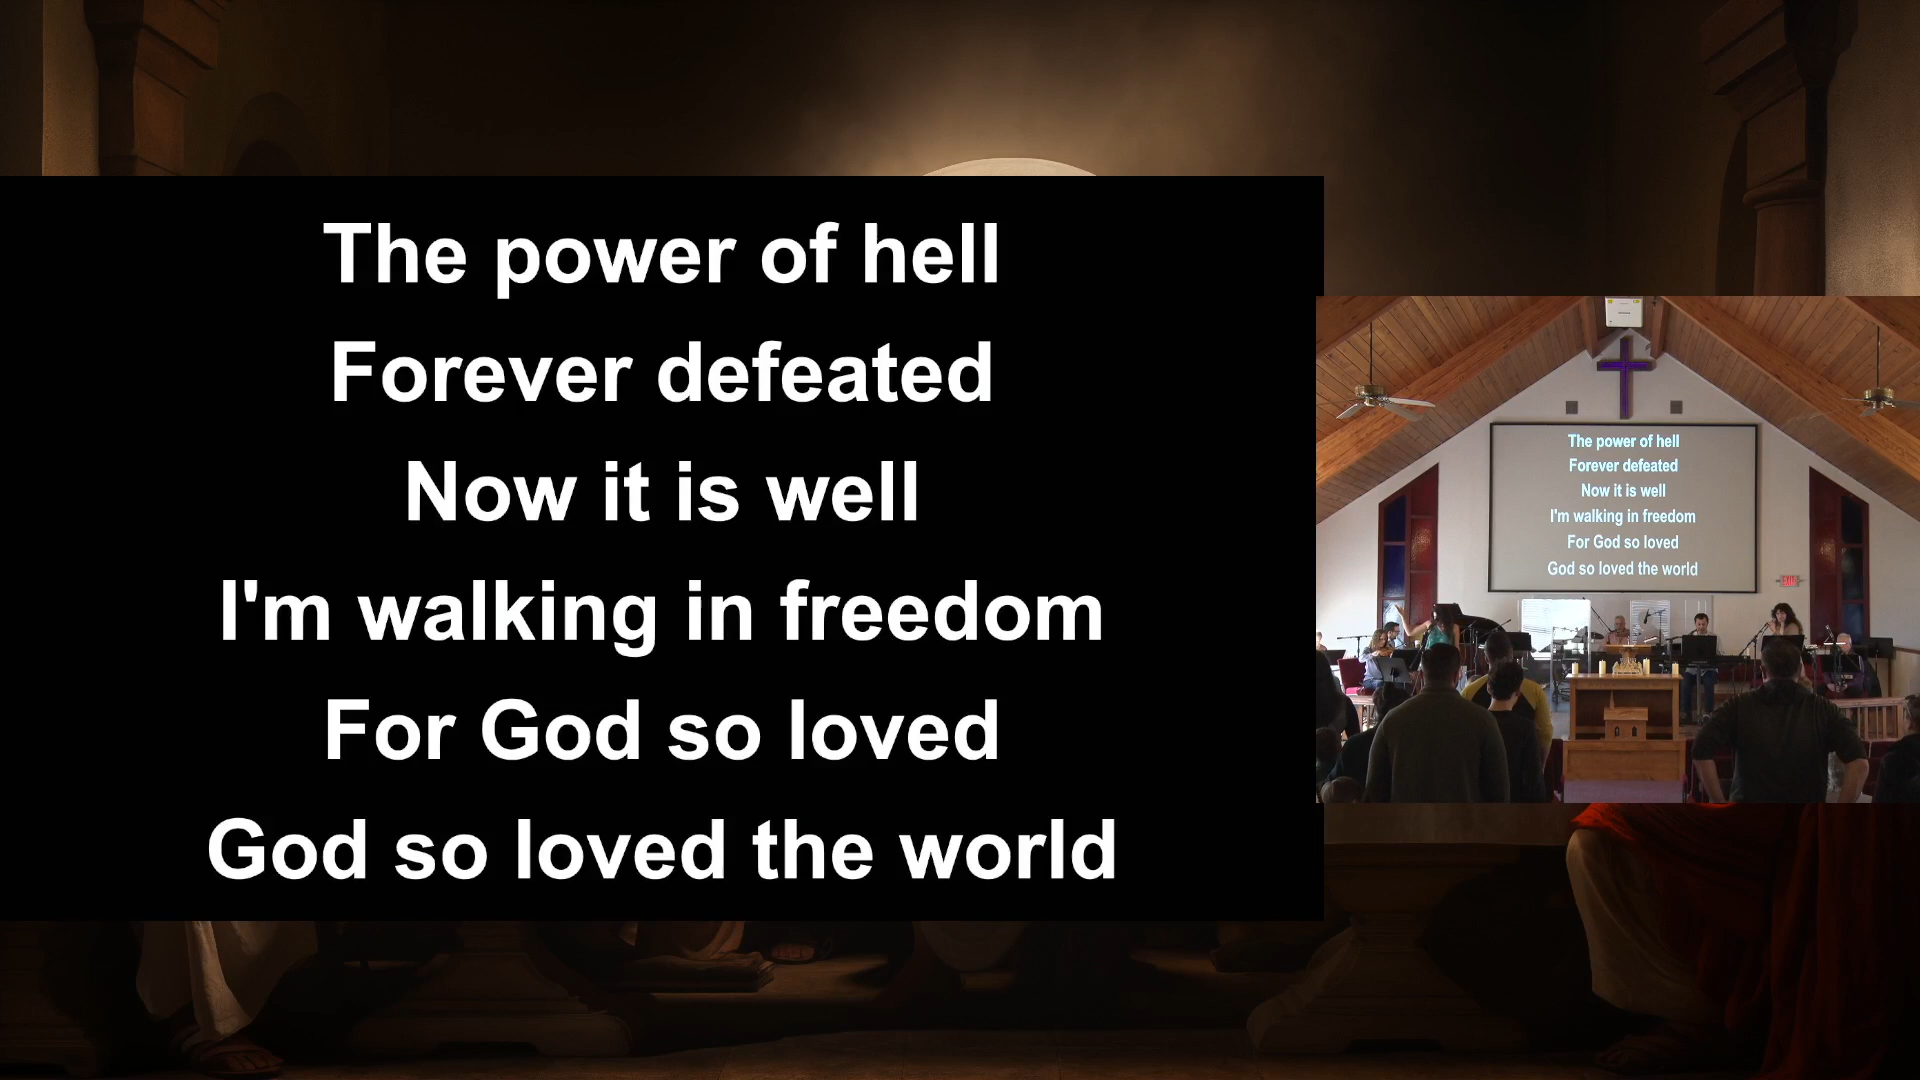 The power of hell
Forever defeated
Now it is well
I'm walking in freedom
For God so loved
God so loved the world
The power of hell
Forever defeated
Now it is well
I'm walking in freedom
For God so loved
God so loved the world
EXIT